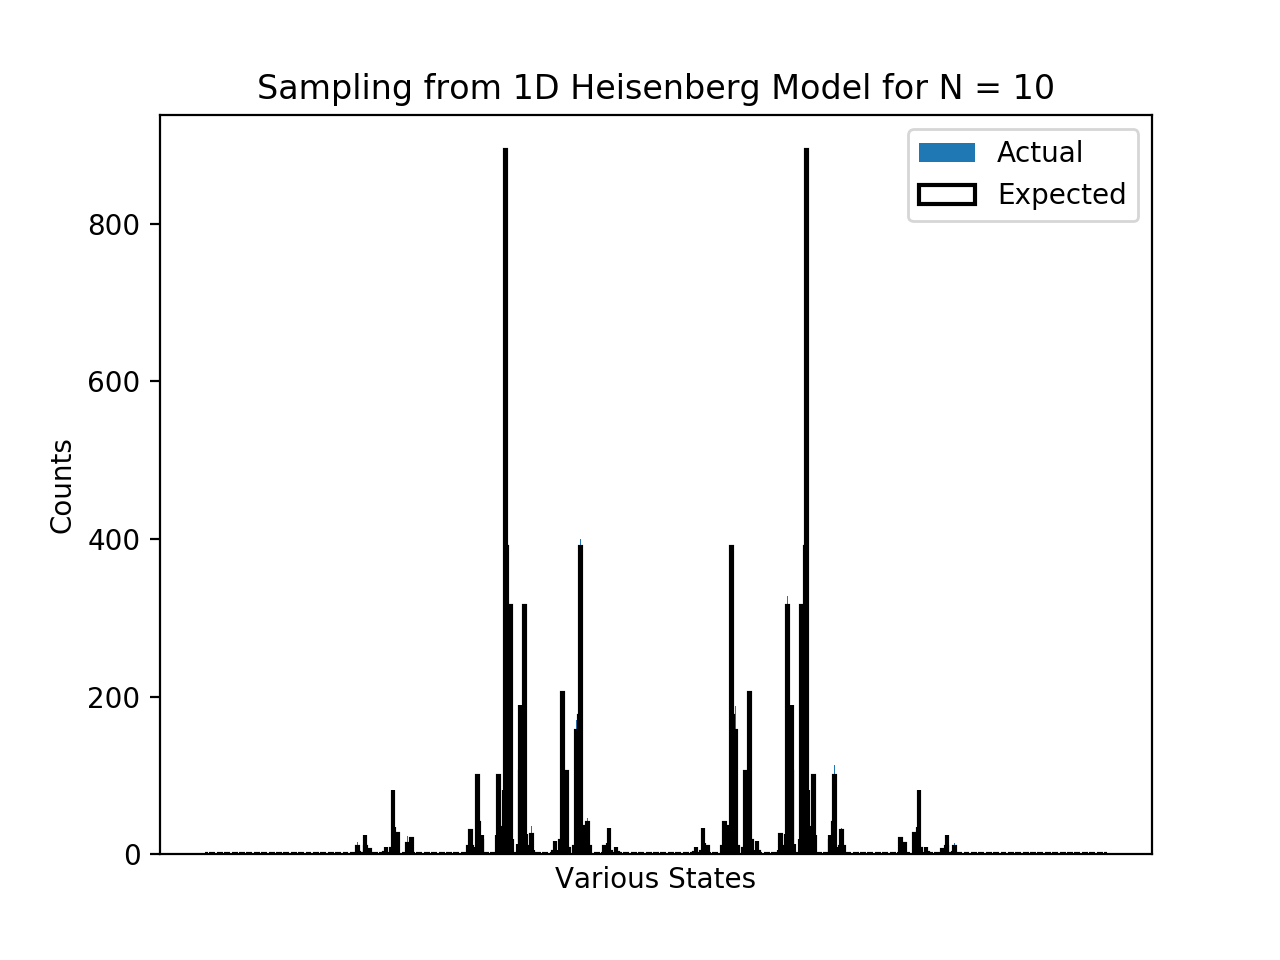 Sampling from 1D Heisenberg Model for N = 10
Actual
Expected
800
600
400
200
0
Counts
Various States